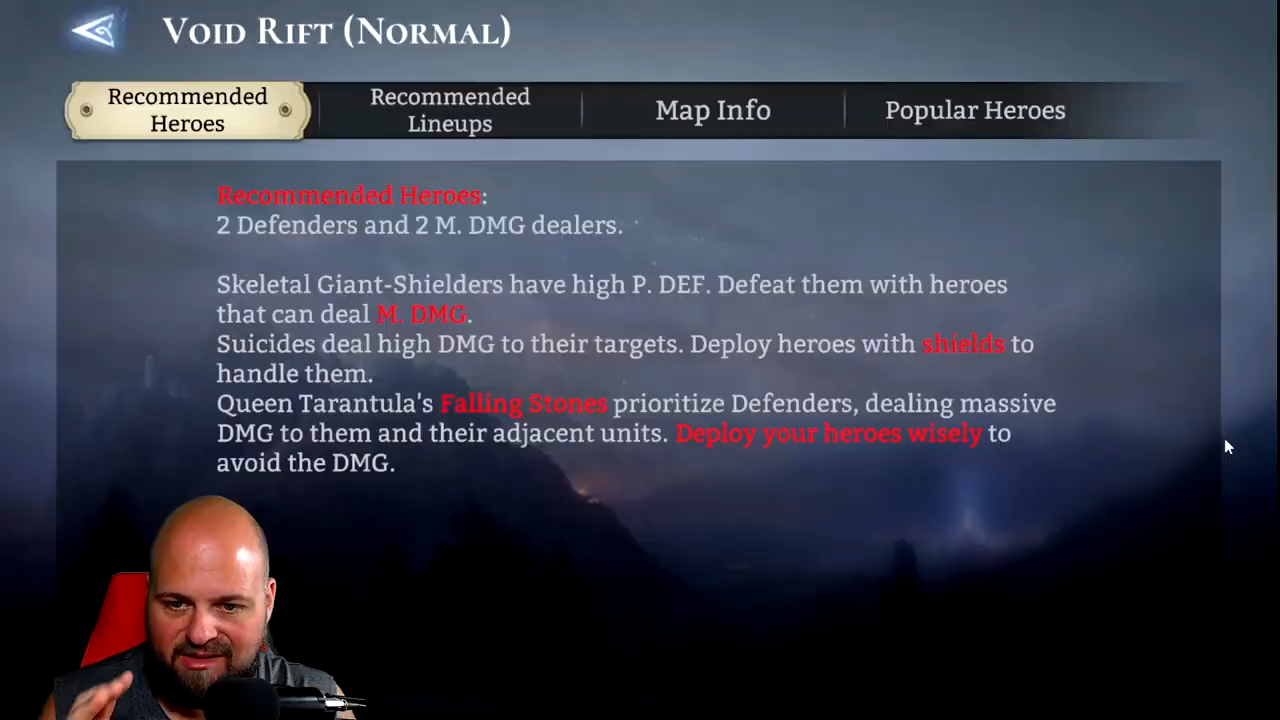 Void Rift (Normal)
Recommended
Heroes
Recommended
Lineups
Map Info
Popular Heroes
Recommended Heroes:
2 Defenders and 2 M. DMG dealers.
Skeletal Giant-Shielders have high P. DEF. Defeat them with heroes
that can deal M. DMG.
Suicides deal high DMG to their targets. Deploy heroes with shields to
handle them.
Queen Tarantula's Falling Stones prioritize Defenders, dealing massive
DMG to them and their adjacent units. Deploy your heroes wisely to
avoid the DMG.